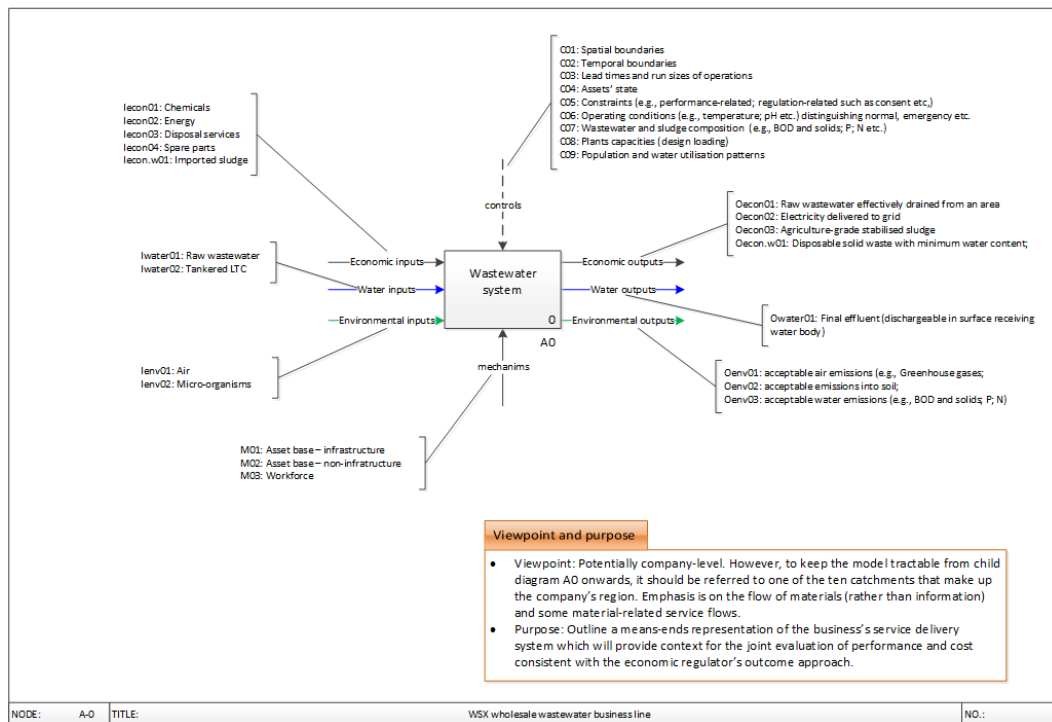 C01: Spatial boundaries
C02: Temporal boundaries
C03: Lead times and run sizes of operations
C04: Assets' state
C05: Constraints (e.g., performance-related; regulation-related such as consent etc,)
C06: Operating conditions (e.g., temperature; pH etc.) distinguishing normal, emergency etc.
C07: Wastewater and sludge composition (e.g., BOD and solids; P; N etc.)
C08: Plants capacities (design loading)
C09: Population and water utilisation patterns
Iecon01: Chemicals
Iecon02: Energy
Iecon03: Disposal services
Iecon04: Spare parts
Iecon.w01: Imported sludge
controls
Oecon01: Raw wastewater effectively drained from an area
Oecon02: Electricity delivered to grid
Oecon03: Agriculture-grade stabilised sludge
Oecon.w01: Disposable solid waste with minimum water content;
Iwater01: Raw wastewater
Iwater02: Tankered LTC
Economic inputs
Water inputs
Environmental inputs
Wastewater
system
0
A0
Economic outputs
Water outputs
Environmental outputs
Owater01: Final effluent (dischargeable in surface receiving
water body)
Ienv01: Air
Ienv02: Micro-organisms
mechanims
Oenv01: acceptable air emissions (e.g., Greenhouse gases;
Oenv02: acceptable emissions into soil;
Oenv03: acceptable water emissions (e.g., BOD and solids; P; N)
M01: Asset base – infrastructure
M02: Asset base – non-infratructure
M03: Workforce
Viewpoint and purpose
• Viewpoint: Potentially company-level. However, to keep the model tractable from child
diagram A0 onwards, it should be referred to one of the ten catchments that make up
the company's region. Emphasis is on the flow of materials (rather than information)
and some material-related service flows.
• Purpose: Outline a means-ends representation of the business's service delivery
system which will provide context for the joint evaluation of performance and cost
consistent with the economic regulator's outcome approach.
NODE: A-0 TITLE: WSX wholesale wastewater business line NO.: